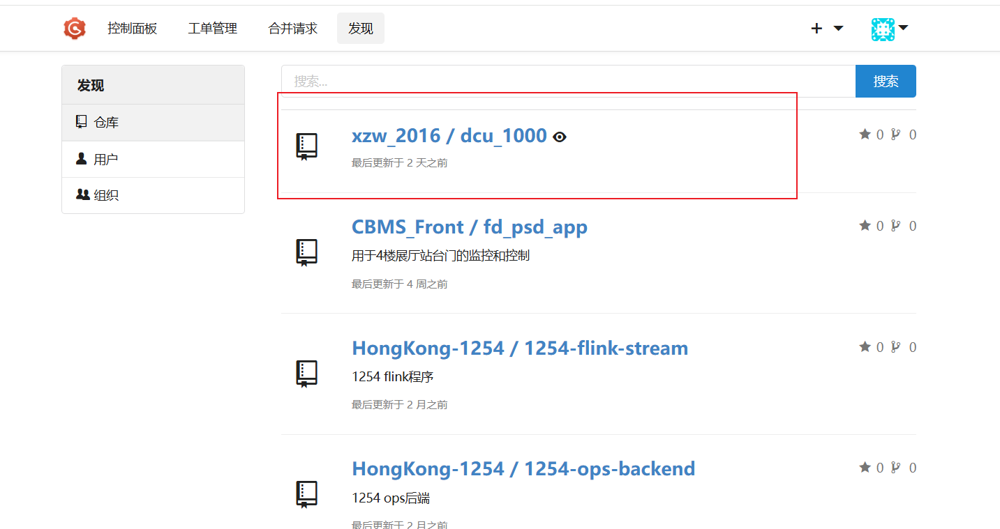 控制面板 工单管理 合并请求 发现
发现
仓库
用户
组织
搜索... 搜索
xzw_2016 / dcu_1000 0 0
最后更新于 2 天之前
CBMS_Front / fd_psd_app 0 0
用于4楼展厅站台门的监控和控制
最后更新于 4 周之前
HongKong-1254 / 1254-flink-stream 0 0
1254 flink程序
最后更新于 2 月之前
HongKong-1254 / 1254-ops-backend 0 0
1254 ops后端
最后更新于 2 月之前